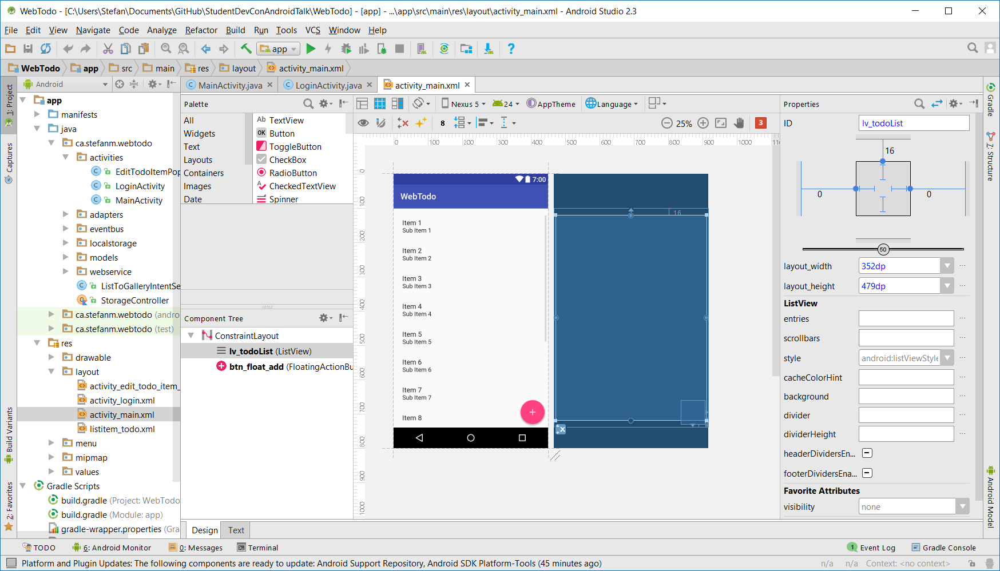 WebTodo - [C:\Users\Stefan\Documents\GitHub\StudentDevConAndroidTalk\WebTodo] - [app] - ...\app\src\main\res\layout\activity_main.xml - Android Studio 2.3
File Edit View Navigate Code Analyze Refactor Build Run Tools VCS Window Help
app
WebTodo app src main res layout activity_main.xml
1: Project
Captures
Build Variants
2: Favorites
Android
app
manifests
java
ca.stefanm.webtodo
activities
EditTodoItemPop
LoginActivity
MainActivity
adapters
eventbus
localstorage
models
webservice
ListToGalleryIntentSe
StorageController
ca.stefanm.webtodo (andro
ca.stefanm.webtodo (test)
res
drawable
layout
activity_edit_todo_item_
activity_login.xml
activity_main.xml
listitem_todo.xml
menu
mipmap
values
Gradle Scripts
build.gradle (Project: WebTodo
build.gradle (Module: app)
gradle-wrapper.properties (Gra
MainActivity.java LoginActivity.java activity_main.xml
Palette
All
Widgets
Text
Layouts
Containers
Images
Date
Ab TextView
OK Button
ToggleButton
CheckBox
RadioButton
CheckedTextView
Spinner
Component Tree
ConstraintLayout
lv_todoList (ListView)
btn_float_add (FloatingActionBu
Nexus 5 24 AppTheme Language
8 25% 3
0 100 200 300 400 500 600 700 800 900 1000 110
0
100
200
300
400
500
600
700
800
900
1000
7:00
WebTodo
Item 1
Sub Item 1
Item 2
Sub Item 2
Item 3
Sub Item 3
Item 4
Sub Item 4
Item 5
Sub Item 5
Item 6
Sub Item 6
Item 7
Sub Item 7
Item 8
16
Design Text
Properties
ID lv_todoList
16
0 0
50
layout_width 352dp
layout_height 479dp
ListView
entries
scrollbars
style android:listViewStyle
cacheColorHint
background
divider
dividerHeight
headerDividersEn...
footerDividersEna...
Favorite Attributes
visibility none
Gradle
7: Structure
Android Model
TODO 6: Android Monitor 0: Messages Terminal 1 Event Log Gradle Console
Platform and Plugin Updates: The following components are ready to update: Android Support Repository, Android SDK Platform-Tools (45 minutes ago) n/a n/a Context: <no context>